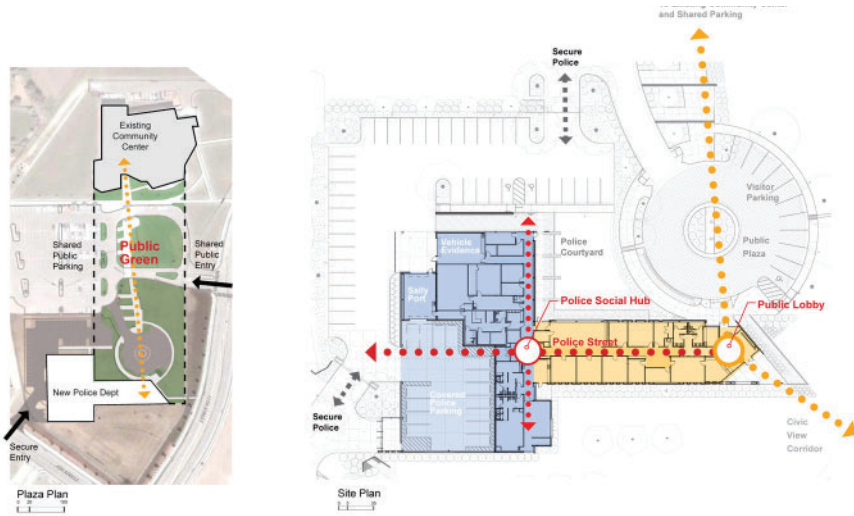 Existing
Community
Center
Shared
Public
Parking
Public
Green
Shared
Public
Entry
New Police Dept
Secure
Entry
Plaza Plan
and Shared Parking
Secure
Police
Visitor
Parking
Public
Plaza
Vehicle
Evidence
Police
Courtyard
Sally
Port
Police Social Hub
Public Lobby
Police Street
Covered
Police
Parking
Secure
Police
Civic
View
Corridor
Site Plan